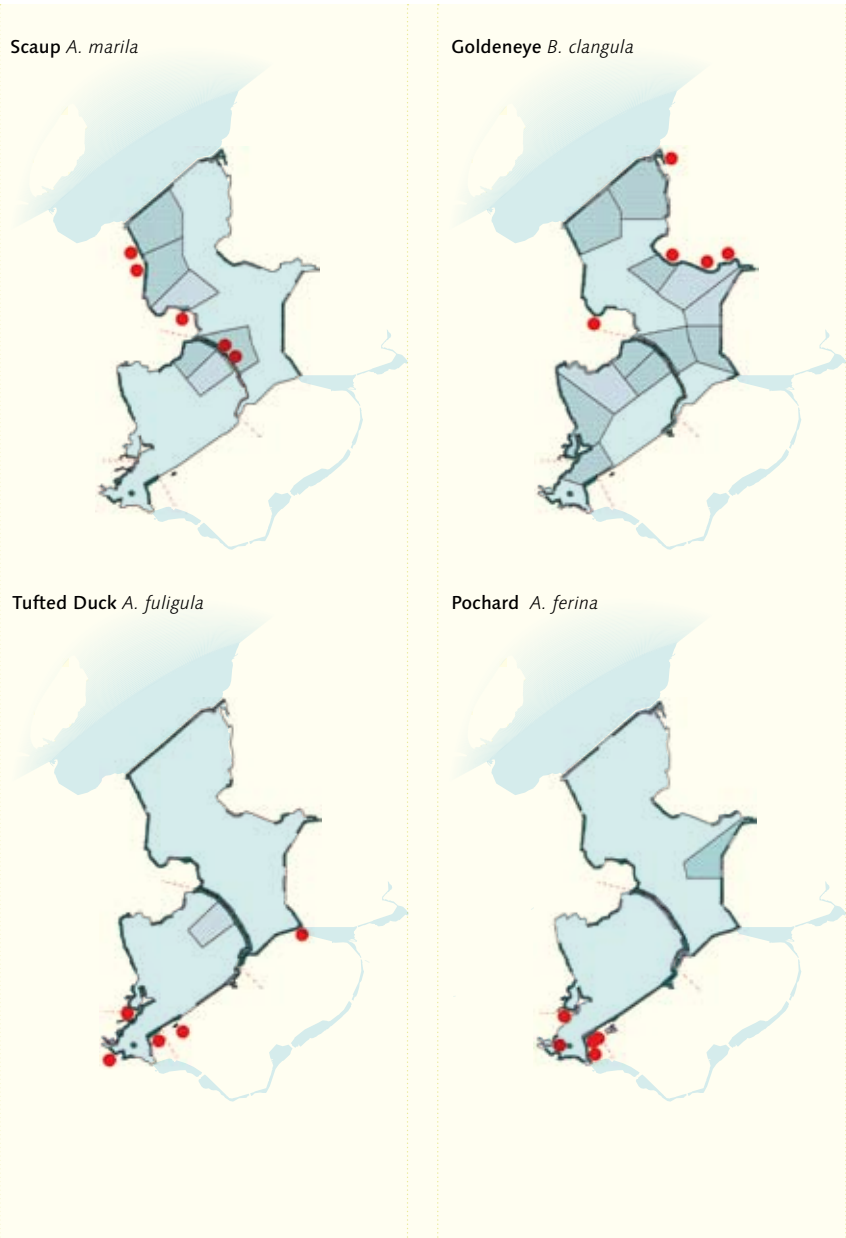 Scaup A. marila
Goldeneye B. clangula
Tufted Duck A. fuligula
Pochard A. ferina